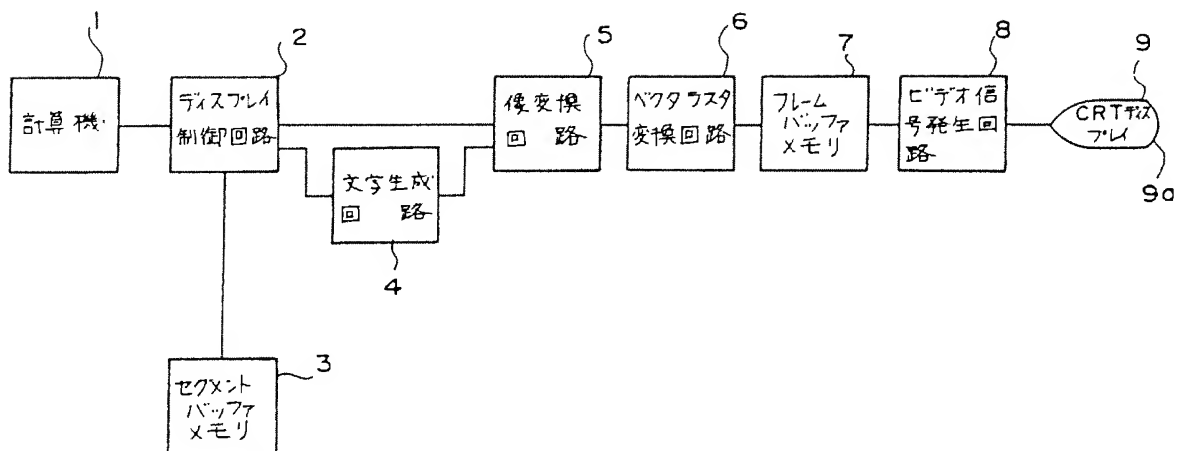 1
計算機
2
ディスプレイ
制御回路
3
セグメント
バッファ
メモリ
文字生成
回 路
4
5
像変換
回 路
6
ベクタラスタ
変換回路
7
フレーム
バッファ
メモリ
8
ビデオ信
号発生回
路
9
CRTディス
プレイ
9a